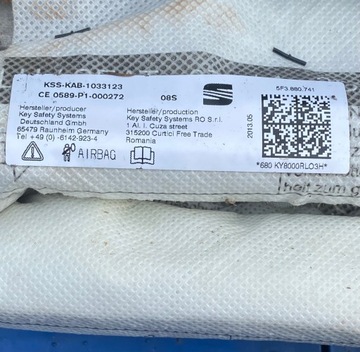 KSS-KAB-1033123
CE 0589-P1-000272
08S
Hersteller/producer
Key Safety Systems
Deutschland GmbH
65479 Raunheim Germany
Tel +49 (0) -6142-923-4
Hersteller/production
Key Safety Systems RO S.r.l.
1 Al. I. Cuza street
315200 Curtici Free Trade
Romania
AIRBAG
2013.05
5F3.880.741
*680 KY8000RLO3H*
nalt zum